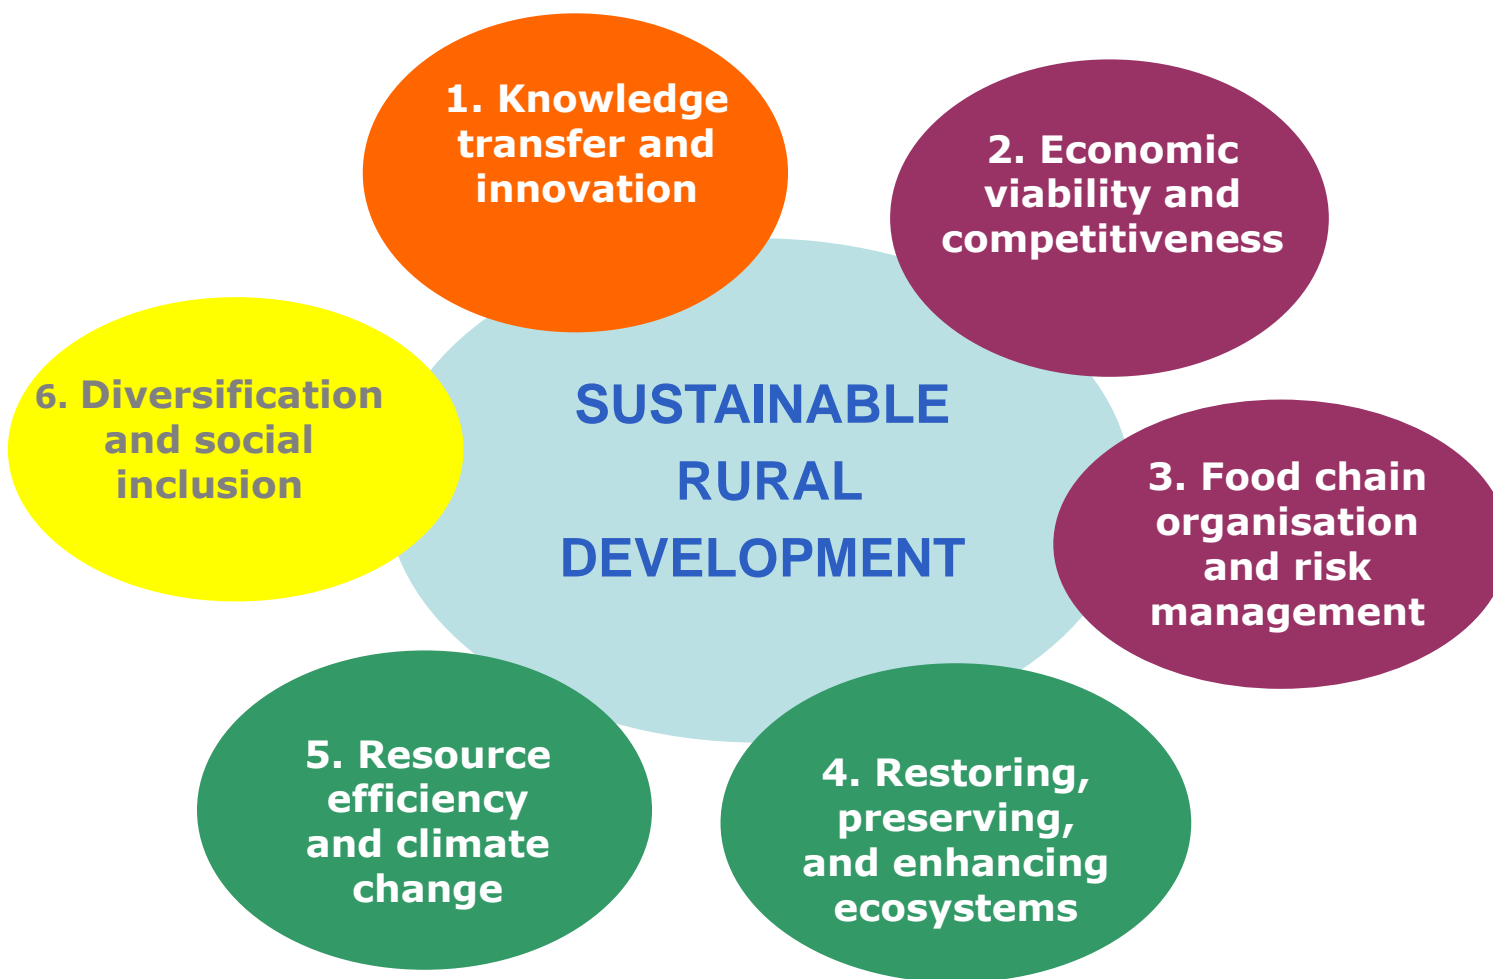 1. Knowledge
transfer and
innovation
2. Economic
viability and
competitiveness
3. Food chain
organisation
and risk
management
4. Restoring,
preserving,
and enhancing
ecosystems
5. Resource
efficiency
and climate
change
6. Diversification
and social
inclusion
SUSTAINABLE
RURAL
DEVELOPMENT